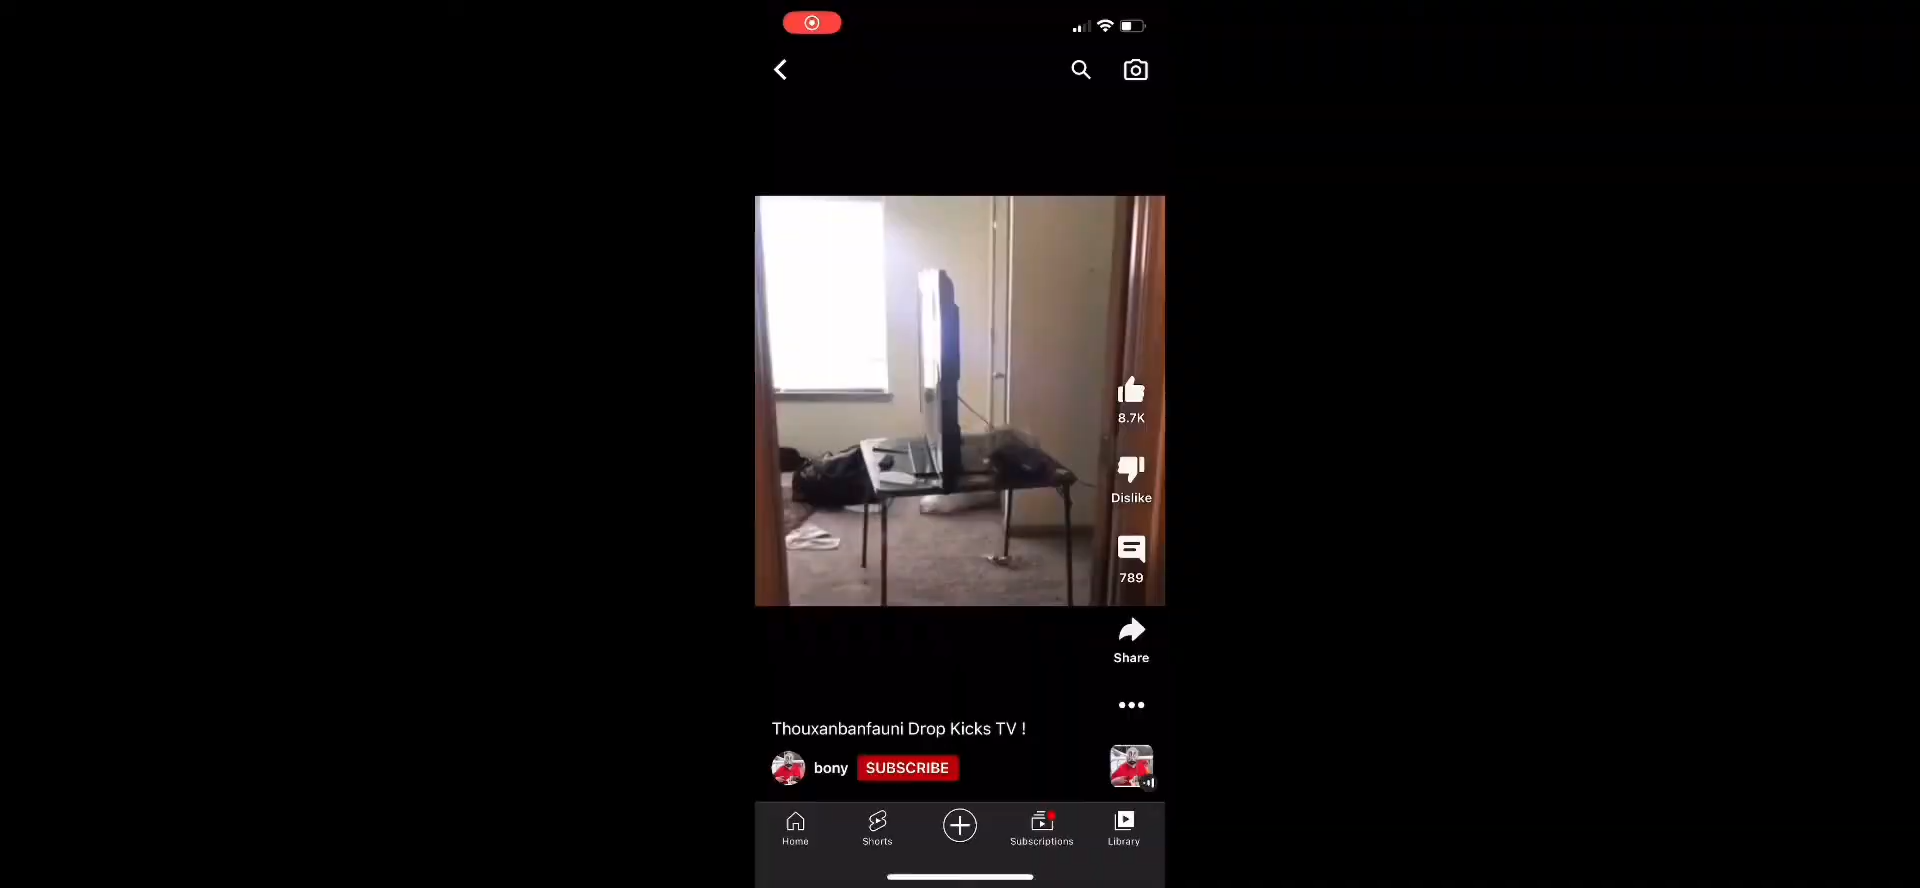 8.7K
Dislike
789
Share
Thouxanbanfauni Drop Kicks TV !
bony SUBSCRIBE
Home Shorts Subscriptions Library